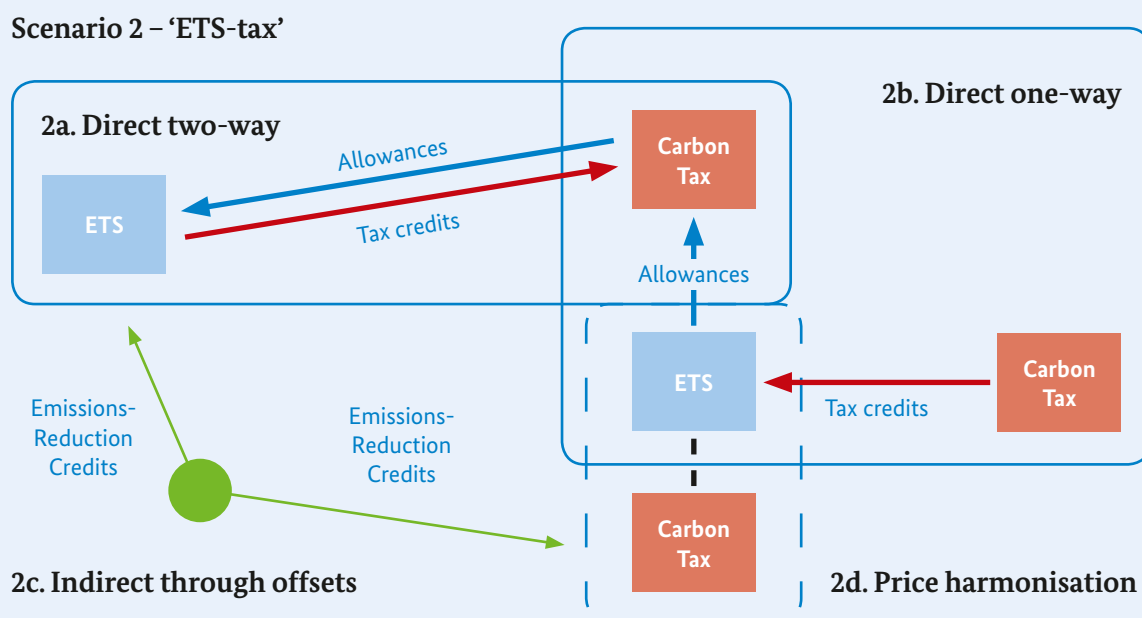 Scenario 2 – ‘ETS-tax’
2a. Direct two-way
2b. Direct one-way
ETS
Allowances
Tax credits
Carbon
Tax
Allowances
ETS
Tax credits
Carbon
Tax
Emissions-
Reduction
Credits
Emissions-
Reduction
Credits
Carbon
Tax
2c. Indirect through offsets
2d. Price harmonisation